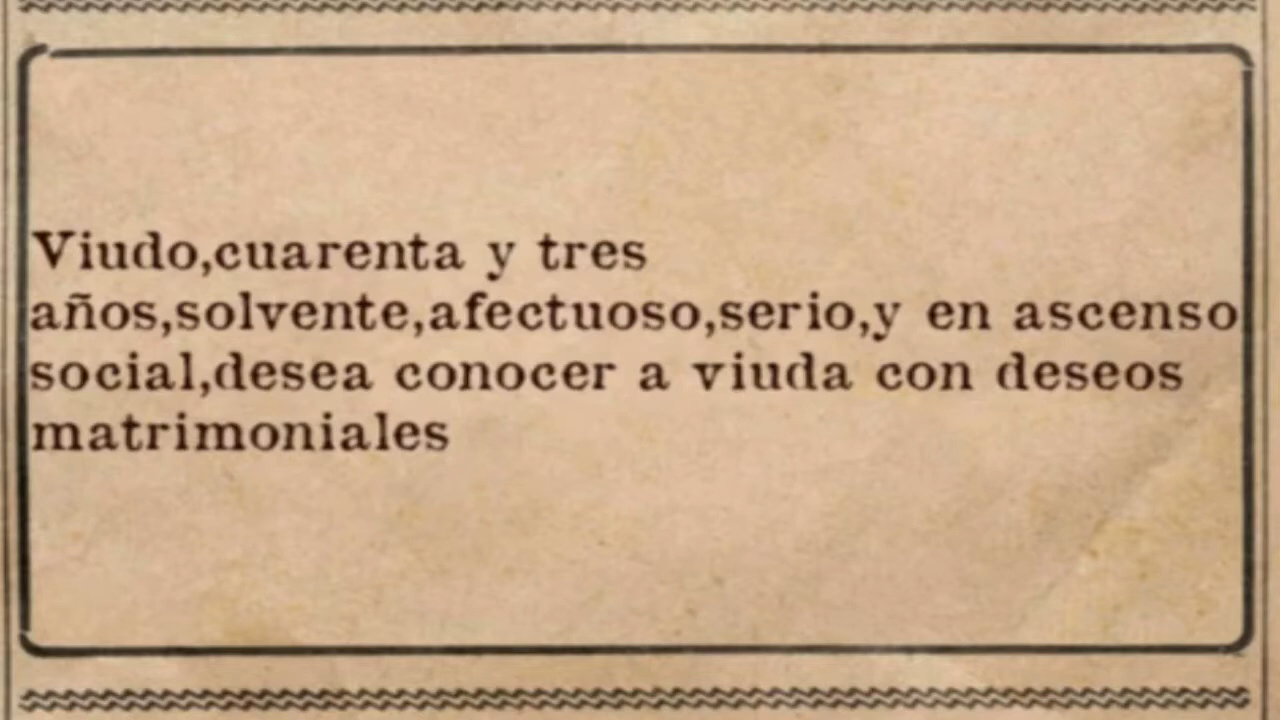 Viudo,cuarenta y tres
años,solvente,afectuoso,serio,y en ascenso
social,desea conocer a viuda con deseos
matrimoniales